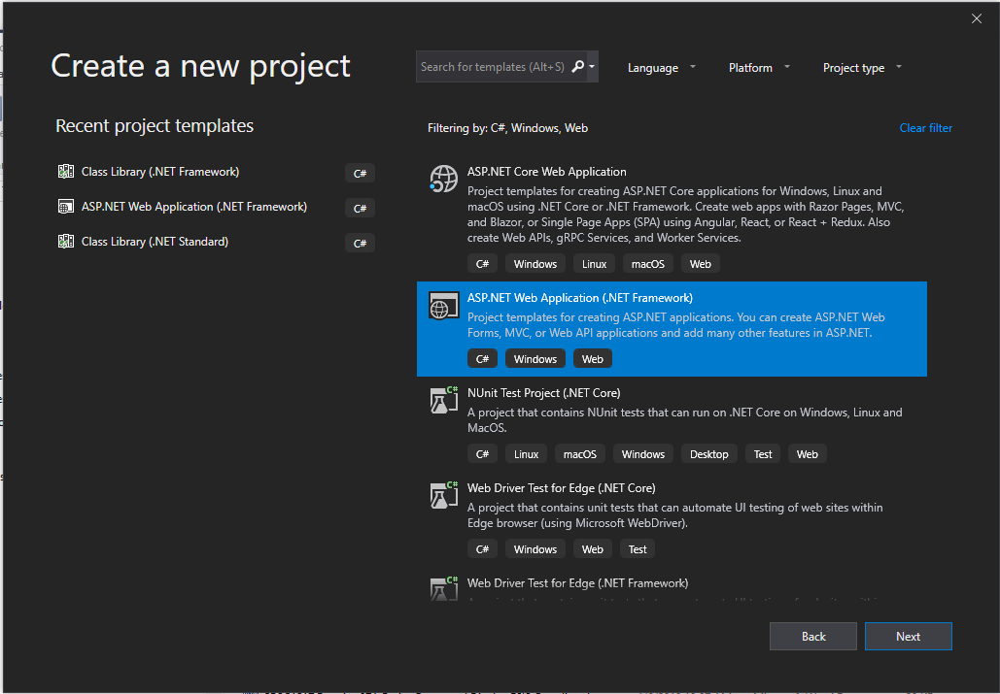 Create a new project
Search for templates (Alt+S)
Language
Platform
Project type
Recent project templates
Class Library (.NET Framework)
C#
ASP.NET Web Application (.NET Framework)
C#
Class Library (.NET Standard)
C#
Filtering by: C#, Windows, Web
Clear filter
ASP.NET Core Web Application
Project templates for creating ASP.NET Core applications for Windows, Linux and
macOS using .NET Core or .NET Framework. Create web apps with Razor Pages, MVC,
and Blazor, or Single Page Apps (SPA) using Angular, React, or React + Redux. Also
create Web APIs, gRPC Services, and Worker Services.
C# Windows Linux macOS Web
ASP.NET Web Application (.NET Framework)
Project templates for creating ASP.NET applications. You can create ASP.NET Web
Forms, MVC, or Web API applications and add many other features in ASP.NET.
C# Windows Web
NUnit Test Project (.NET Core)
A project that contains NUnit tests that can run on .NET Core on Windows, Linux and
MacOS.
C# Linux macOS Windows Desktop Test Web
Web Driver Test for Edge (.NET Core)
A project that contains unit tests that can automate UI testing of web sites within
Edge browser (using Microsoft WebDriver).
C# Windows Web Test
Web Driver Test for Edge (.NET Framework)
Back
Next